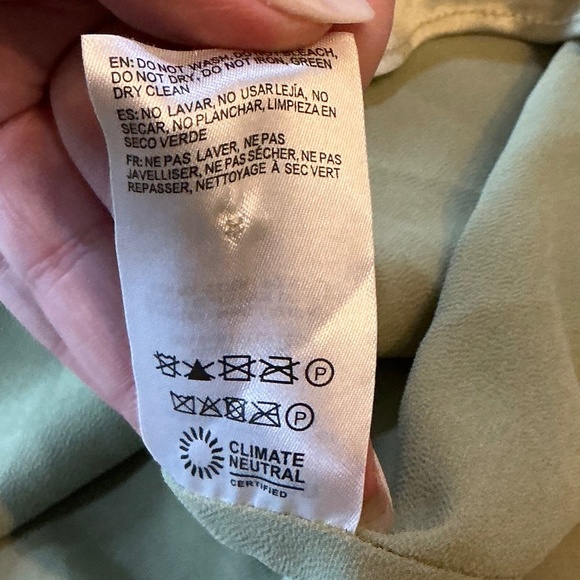 EN: DO NOT WASH, DO NOT BLEACH,
DO NOT DRY, DO NOT IRON, GREEN
DRY CLEAN
ES: NO LAVAR, NO USAR LEJÍA, NO
SECAR, NO PLANCHAR, LIMPIEZA EN
SECO VERDE
FR: NE PAS LAVER, NE PAS
JAVELLISER, NE PAS SÉCHER, NE PAS
REPASSER, NETTOYAGE À SEC VERT
P
P
CLIMATE
NEUTRAL
CERTIFIED